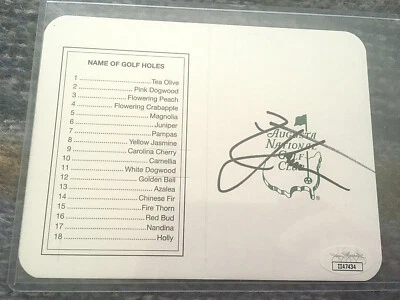 NAME OF GOLF HOLES
1 Tea Olive
2 Pink Dogwood
3 Flowering Peach
4 Flowering Crabapple
5 Magnolia
6 Juniper
7 Pampas
8 Yellow Jasmine
9 Carolina Cherry
10 Camellia
11 White Dogwood
12 Golden Bell
13 Azalea
14 Chinese Fir
15 Fire Thorn
16 Red Bud
17 Nandina
18 Holly
AUGUSTA
NATIONAL
GOLF
CLUB
®
II47434